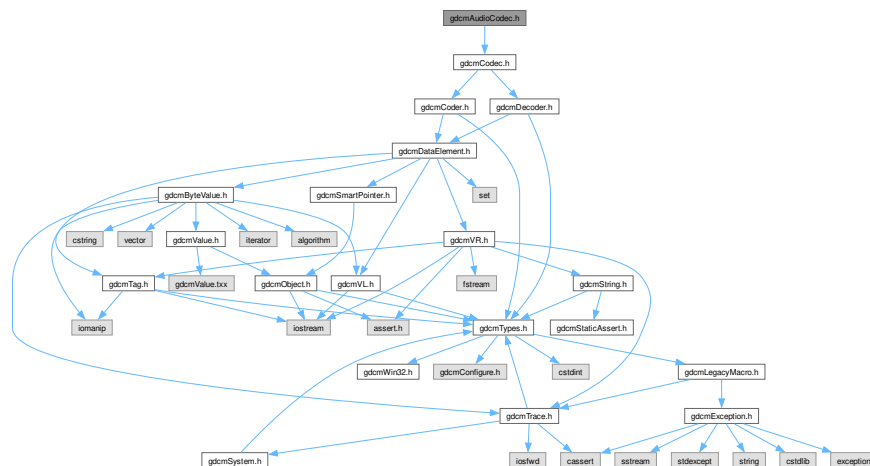 gdcmAudioCodec.h
gdcmCodec.h
gdcmCoder.h
gdcmDecoder.h
gdcmDataElement.h
gdcmByteValue.h
gdcmSmartPointer.h
set
cstring
vector
gdcmValue.h
iterator
algorithm
gdcmVR.h
gdcmTag.h
gdcmValue.txx
gdcmObject.h
gdcmVL.h
fstream
gdcmString.h
iomanip
iostream
assert.h
gdcmTypes.h
gdcmStaticAssert.h
gdcmWin32.h
gdcmConfigure.h
cstdint
gdcmLegacyMacro.h
gdcmTrace.h
gdcmException.h
gdcmSystem.h
iosfwd
cassert
sstream
stdexcept
string
cstdlib
exception